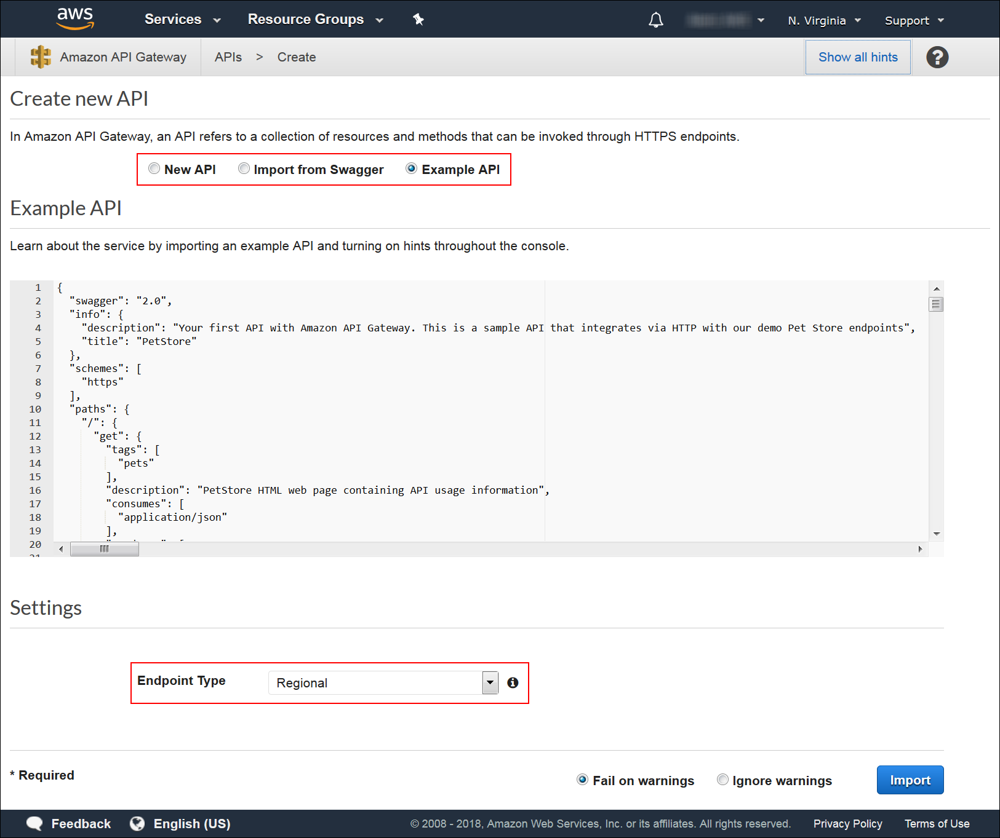 aws Services Resource Groups N. Virginia Support
Amazon API Gateway APIs > Create Show all hints ?
Create new API
In Amazon API Gateway, an API refers to a collection of resources and methods that can be invoked through HTTPS endpoints.
New API Import from Swagger Example API
Example API
Learn about the service by importing an example API and turning on hints throughout the console.
1 {
2 "swagger": "2.0",
3 "info": {
4 "description": "Your first API with Amazon API Gateway. This is a sample API that integrates via HTTP with our demo Pet Store endpoints",
5 "title": "PetStore"
6 },
7 "schemes": [
8 "https"
9 ],
10 "paths": {
11 "/": {
12 "get": {
13 "tags": [
14 "pets"
15 ],
16 "description": "PetStore HTML web page containing API usage information",
17 "consumes": [
18 "application/json"
19 ],
20
Settings
Endpoint Type Regional
* Required Fail on warnings Ignore warnings Import
Feedback English (US) © 2008 - 2018, Amazon Web Services, Inc. or its affiliates. All rights reserved. Privacy Policy Terms of Use